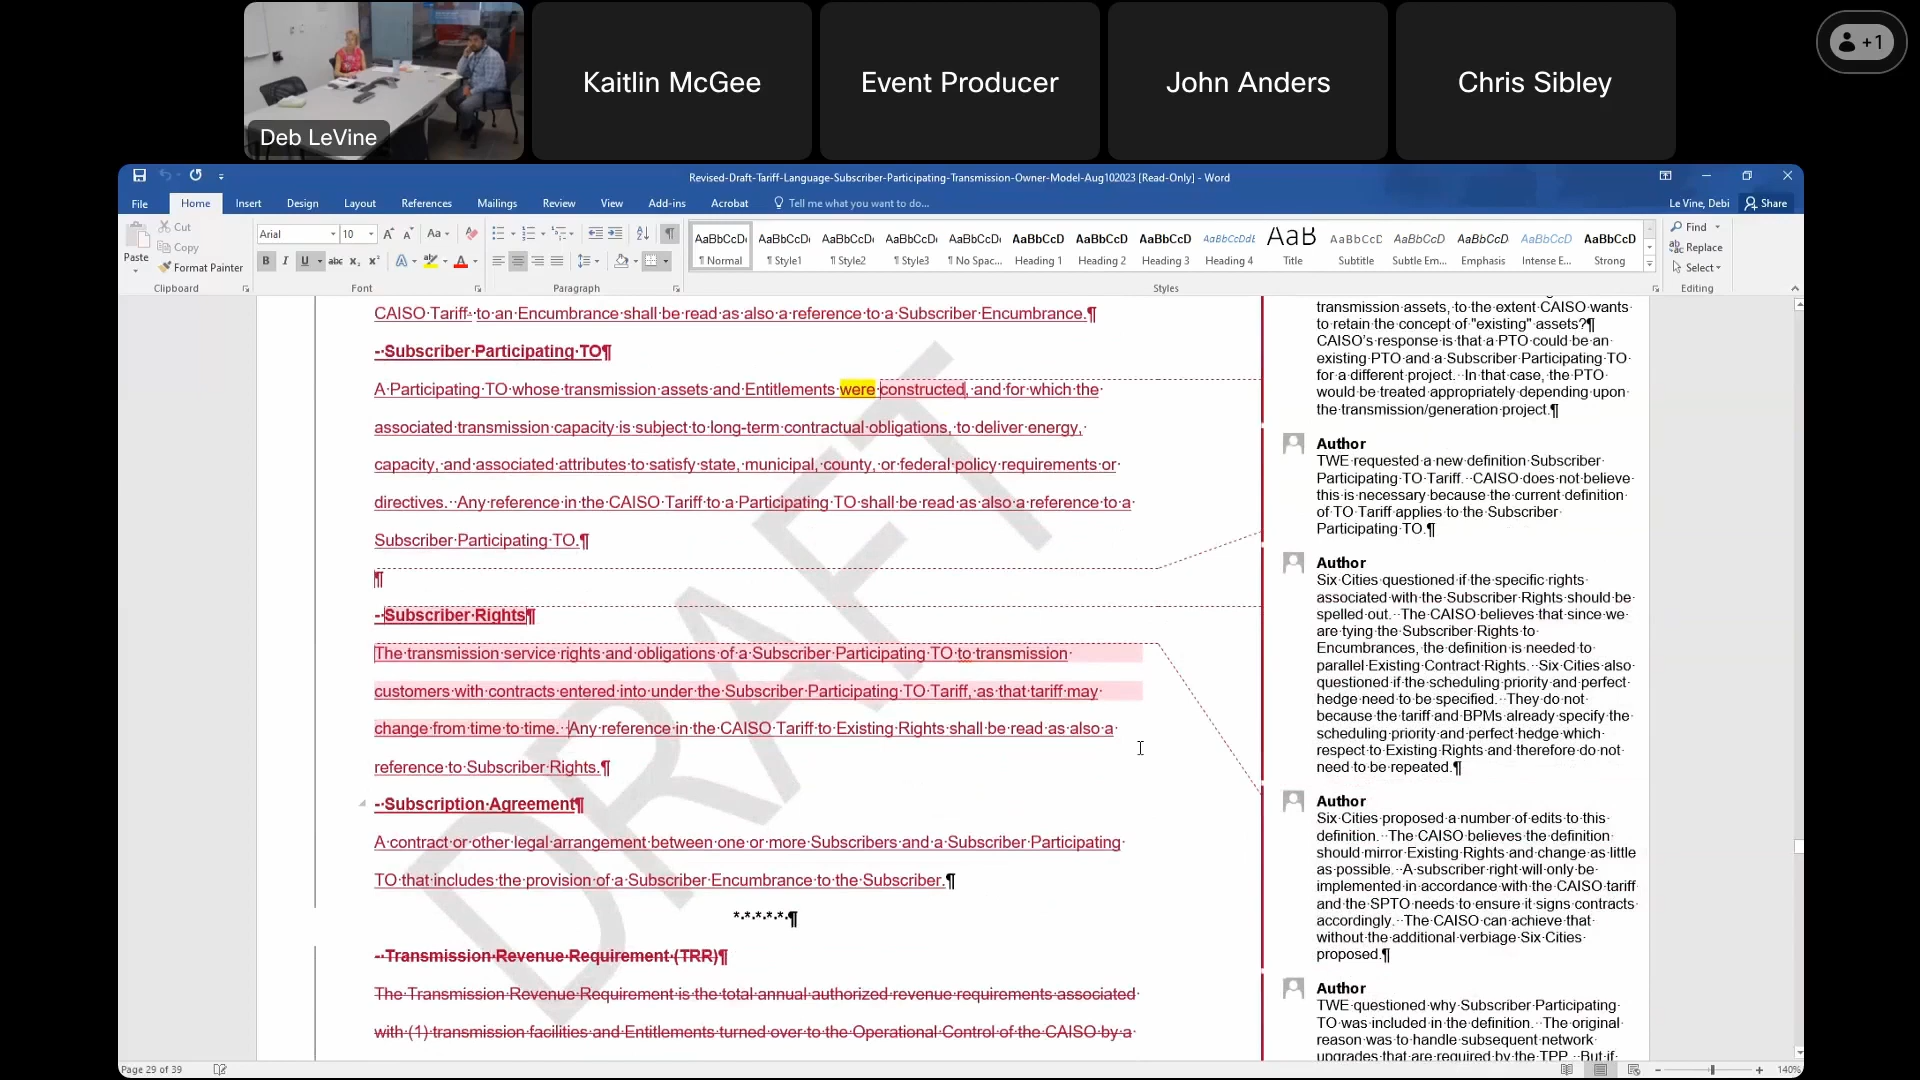 Deb LeVine
Kaitlin McGee
Event Producer
John Anders
Chris Sibley
+1
Revised-Draft-Tariff-Language-Subscriber-Participating-Transmission-Owner-Model-Aug102023 [Read-Only] - Word
File Home Insert Design Layout References Mailings Review View Add-ins Acrobat Tell me what you want to do... Le Vine, Debi Share
Paste
Cut
Copy
Format Painter
Clipboard
Arial 10
Font
Paragraph
AaBbCcDc AaBbCcDc AaBbCcDc AaBbCcDc AaBbCcDc AaBbCcD AaBbCcD AaBbCcD AaBbCcDdE AaB AaBbCcC AaBbCcD AaBbCcD AaBbCcD AaBbCcD
¶ Normal ¶ Style1 ¶ Style2 ¶ Style3 ¶ No Spac... Heading 1 Heading 2 Heading 3 Heading 4 Title Subtitle Subtle Em... Emphasis Intense E... Strong
Styles
Find
Replace
Select
Editing
CAISO Tariff to an Encumbrance shall be read as also a reference to a Subscriber Encumbrance.¶
- Subscriber Participating TO¶
A Participating TO whose transmission assets and Entitlements were constructed, and for which the
associated transmission capacity is subject to long-term contractual obligations, to deliver energy,
capacity, and associated attributes to satisfy state, municipal, county, or federal policy requirements or
directives. Any reference in the CAISO Tariff to a Participating TO shall be read as also a reference to a
Subscriber Participating TO.¶
¶
- Subscriber Rights¶
The transmission service rights and obligations of a Subscriber Participating TO to transmission
customers with contracts entered into under the Subscriber Participating TO Tariff, as that tariff may
change from time to time. Any reference in the CAISO Tariff to Existing Rights shall be read as also a
reference to Subscriber Rights.¶
- Subscription Agreement¶
A contract or other legal arrangement between one or more Subscribers and a Subscriber Participating
TO that includes the provision of a Subscriber Encumbrance to the Subscriber.¶
* * * * * *¶
- Transmission Revenue Requirement (TRR)¶
The Transmission Revenue Requirement is the total annual authorized revenue requirements associated
with (1) transmission facilities and Entitlements turned over to the Operational Control of the CAISO by a
DRAFT
transmission assets, to the extent CAISO wants
to retain the concept of "existing" assets?¶
CAISO's response is that a PTO could be an
existing PTO and a Subscriber Participating TO
for a different project. In that case, the PTO
would be treated appropriately depending upon
the transmission/generation project.¶
Author
TWE requested a new definition Subscriber
Participating TO Tariff. CAISO does not believe
this is necessary because the current definition
of TO Tariff applies to the Subscriber
Participating TO.¶
Author
Six Cities questioned if the specific rights
associated with the Subscriber Rights should be
spelled out. The CAISO believes that since we
are tying the Subscriber Rights to
Encumbrances, the definition is needed to
parallel Existing Contract Rights. Six Cities also
questioned if the scheduling priority and perfect
hedge need to be specified. They do not
because the tariff and BPMs already specify the
scheduling priority and perfect hedge which
respect to Existing Rights and therefore do not
need to be repeated.¶
Author
Six Cities proposed a number of edits to this
definition. The CAISO believes the definition
should mirror Existing Rights and change as little
as possible. A subscriber right will only be
implemented in accordance with the CAISO tariff
and the SPTO needs to ensure it signs contracts
accordingly. The CAISO can achieve that
without the additional verbiage Six Cities
proposed.¶
Author
TWE questioned why Subscriber Participating
TO was included in the definition. The original
reason was to handle subsequent network
upgrades that are required by the TPP. But if
Page 29 of 39
140%